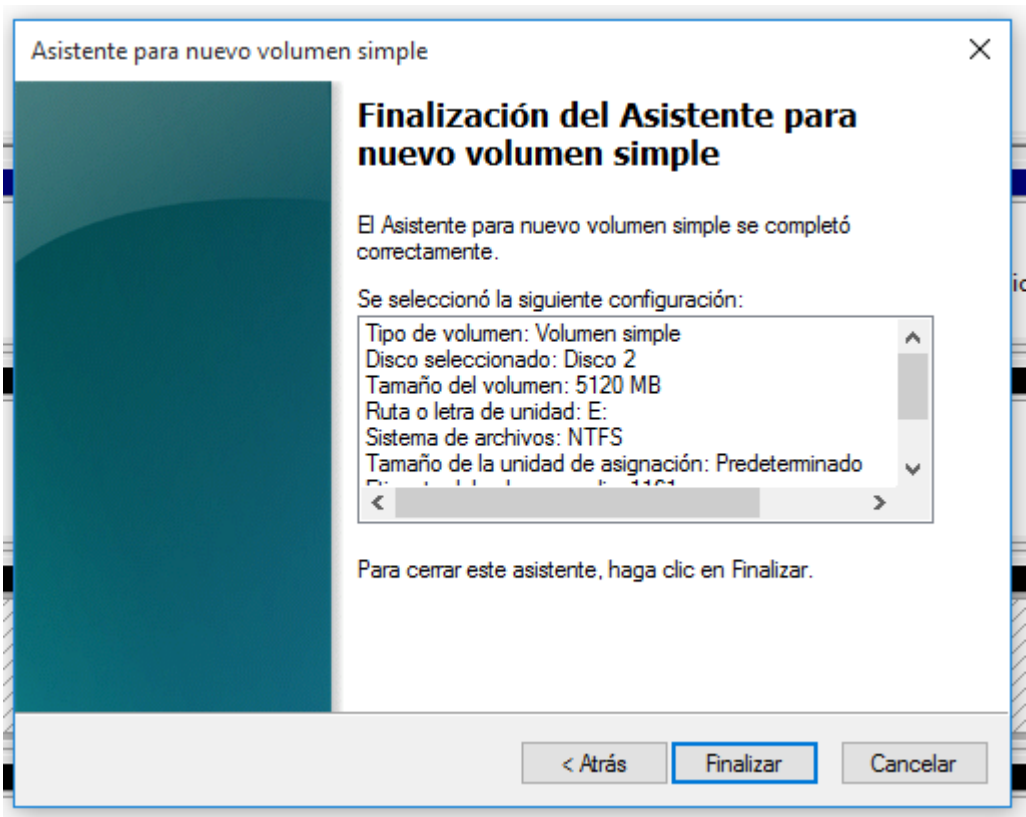 Asistente para nuevo volumen simple
Finalización del Asistente para
nuevo volumen simple
El Asistente para nuevo volumen simple se completó
correctamente.
Se seleccionó la siguiente configuración:
Tipo de volumen: Volumen simple
Disco seleccionado: Disco 2
Tamaño del volumen: 5120 MB
Ruta o letra de unidad: E:
Sistema de archivos: NTFS
Tamaño de la unidad de asignación: Predeterminado
Para cerrar este asistente, haga clic en Finalizar.
< Atrás
Finalizar
Cancelar